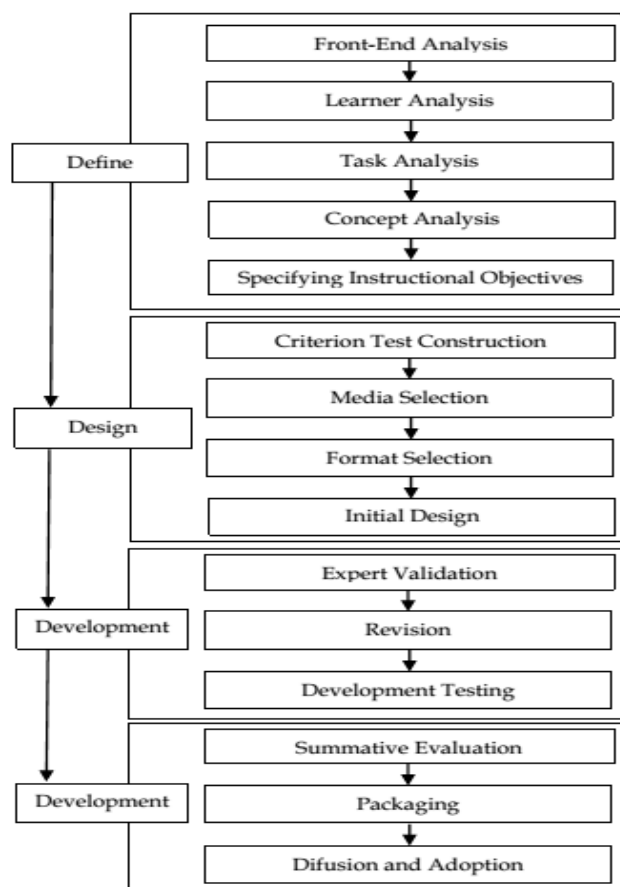 Front-End Analysis
Learner Analysis
Define
Task Analysis
Concept Analysis
Specifying Instructional Objectives
Criterion Test Construction
Media Selection
Design
Format Selection
Initial Design
Expert Validation
Development
Revision
Development Testing
Summative Evaluation
Development
Packaging
Difusion and Adoption